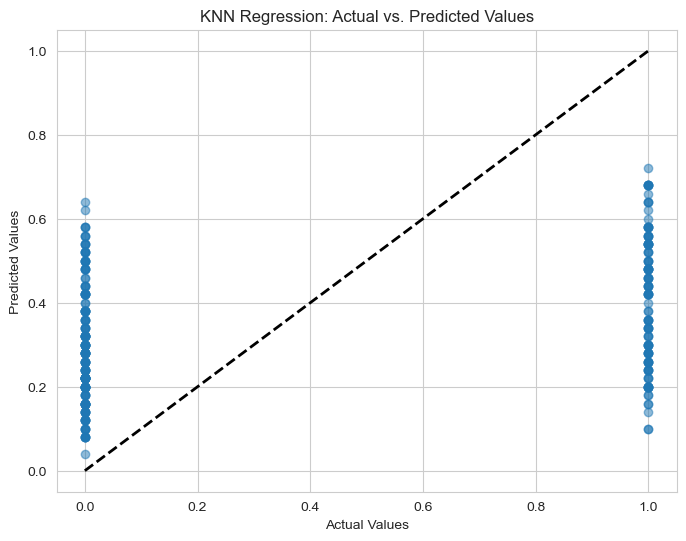 KNN Regression: Actual vs. Predicted Values
Predicted Values
1.0
0.8
0.6
0.4
0.2
0.0
0.0 0.2 0.4 0.6 0.8 1.0
Actual Values